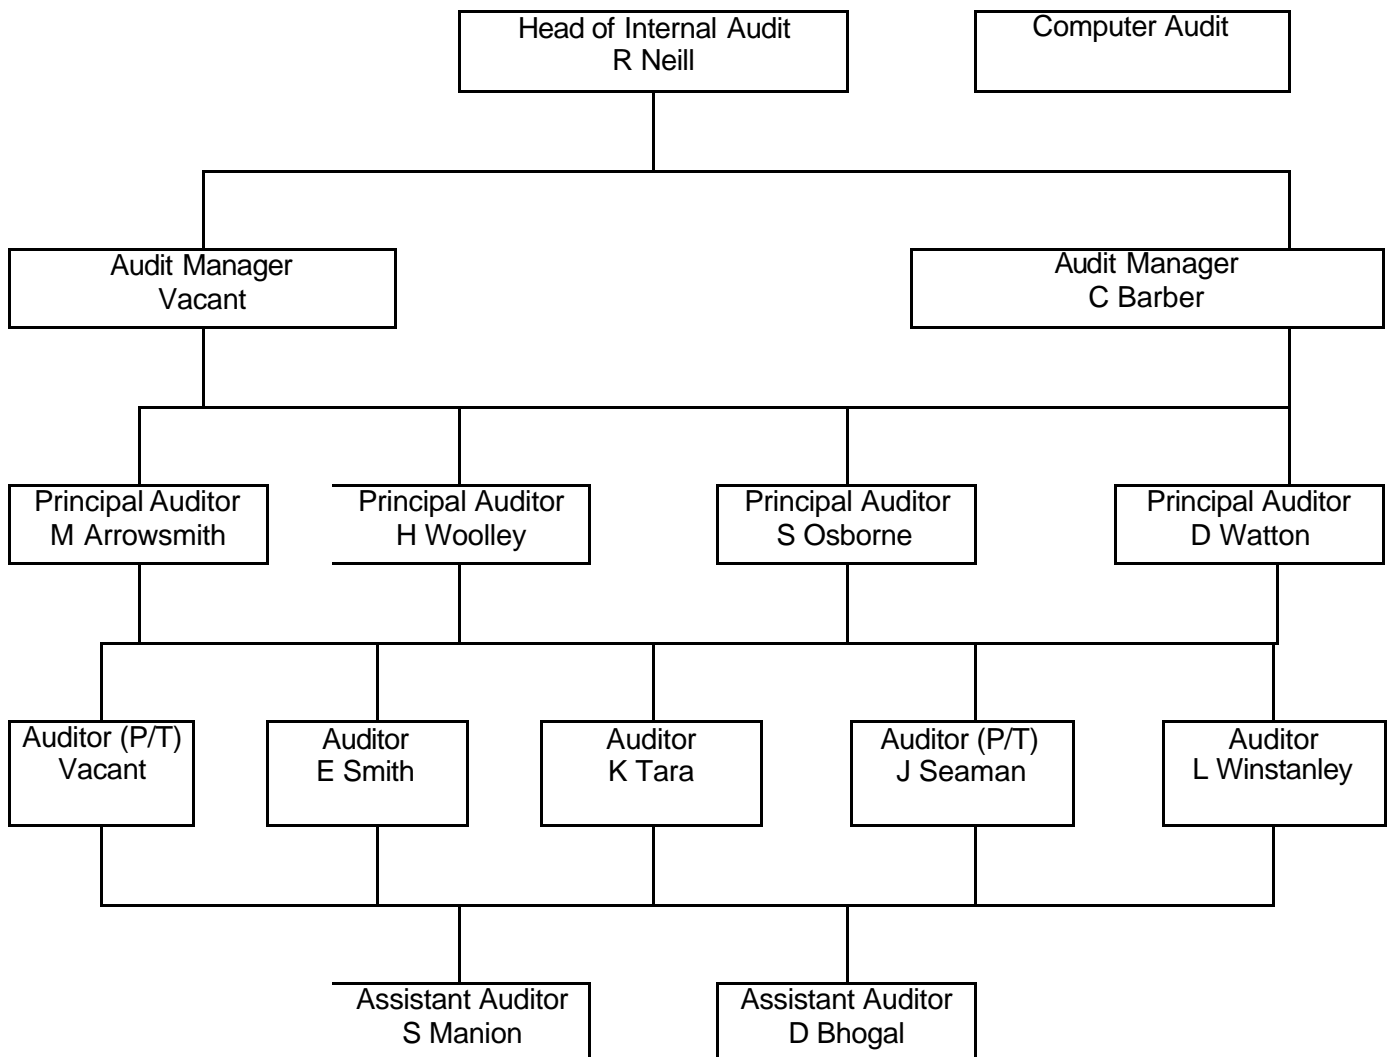 Head of Internal Audit
R Neill
Computer Audit
Audit Manager
Vacant
Audit Manager
C Barber
Principal Auditor
M Arrowsmith
Principal Auditor
H Woolley
Principal Auditor
S Osborne
Principal Auditor
D Watton
Auditor (P/T)
Vacant
Auditor
E Smith
Auditor
K Tara
Auditor (P/T)
J Seaman
Auditor
L Winstanley
Assistant Auditor
S Manion
Assistant Auditor
D Bhogal